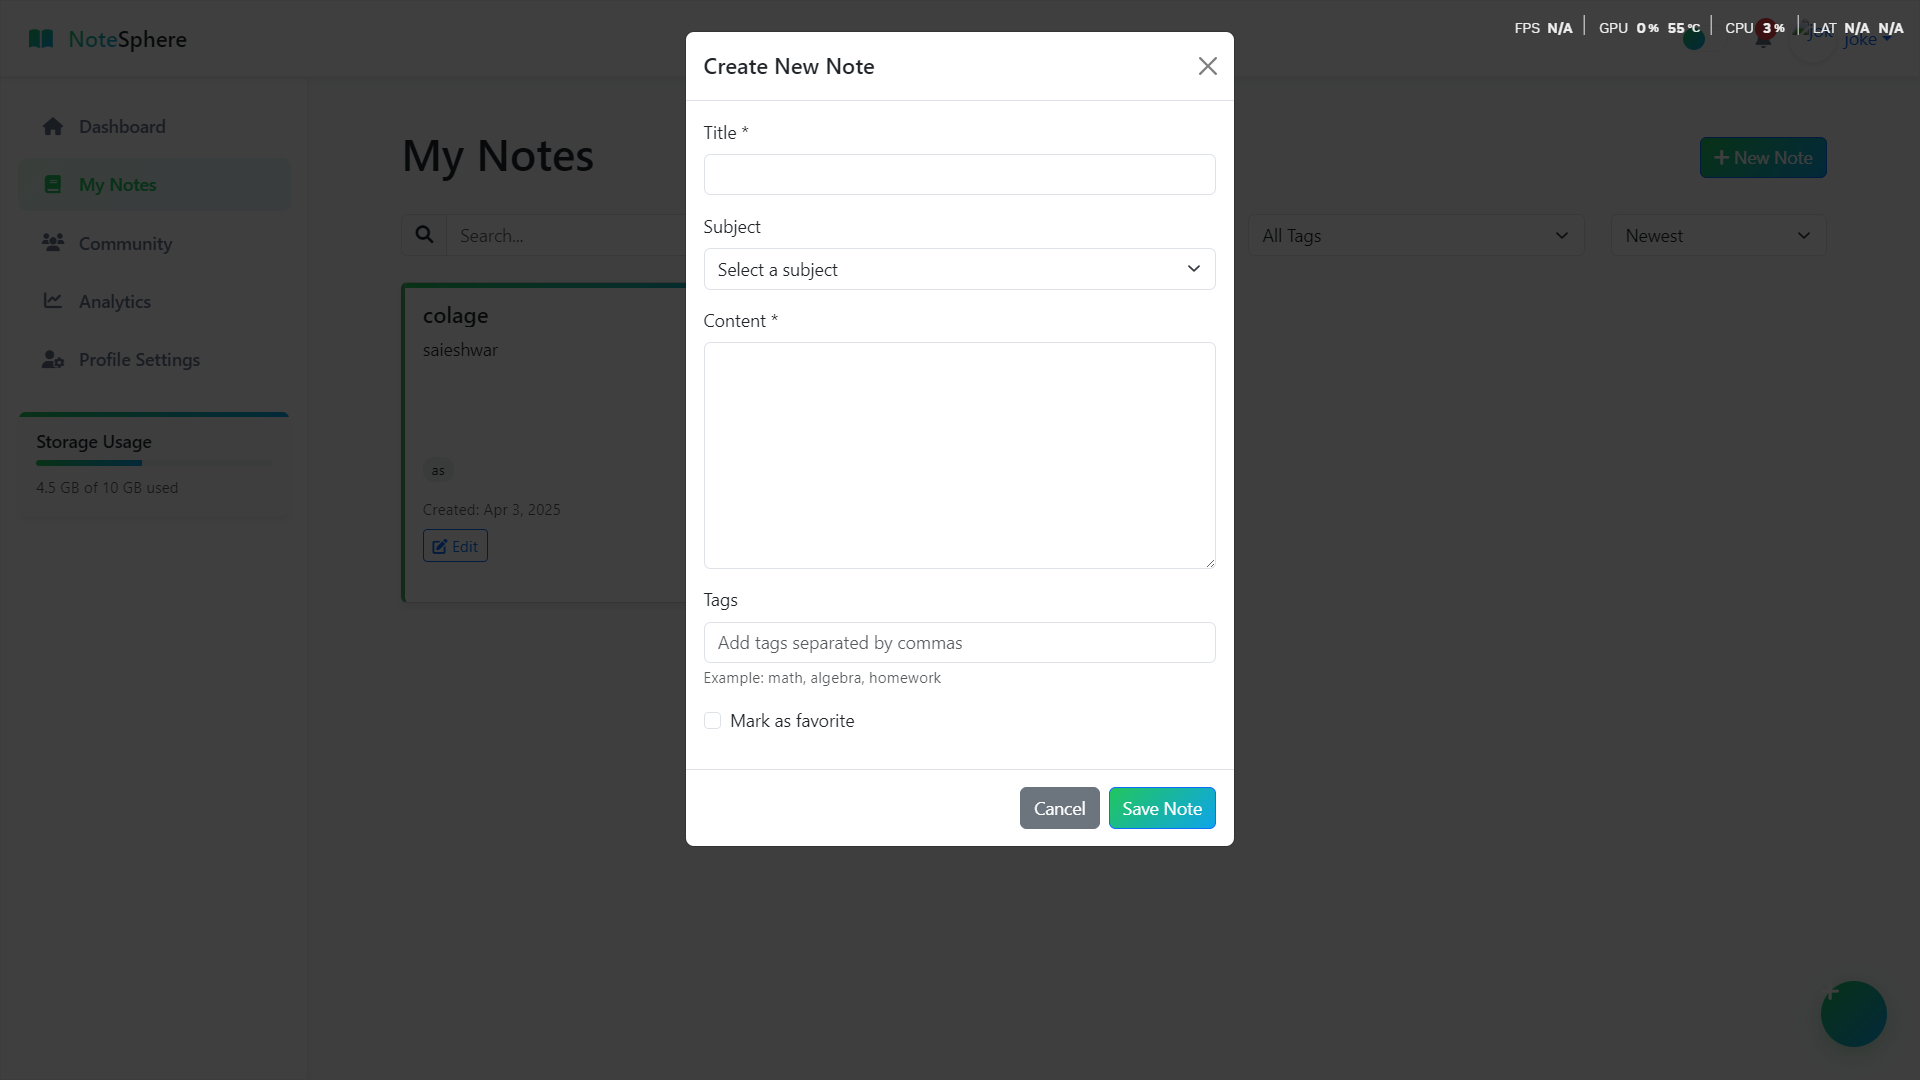 NoteSphere
FPS N/A GPU 0% 55°C CPU 3% LAT N/A N/A
joke
Dashboard
My Notes
Community
Analytics
Profile Settings
Storage Usage
4.5 GB of 10 GB used
My Notes
+ New Note
Search...
All Tags
Newest
colage
saieshwar
as
Created: Apr 3, 2025
Edit
Create New Note
Title *
Subject
Select a subject
Content *
Tags
Add tags separated by commas
Example: math, algebra, homework
Mark as favorite
Cancel
Save Note